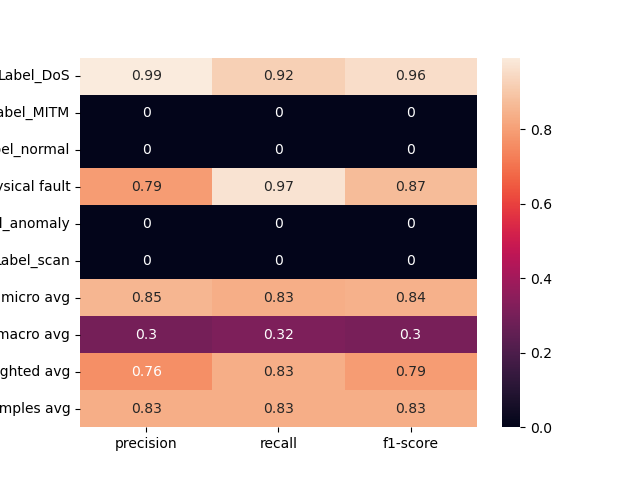 Label_DoS 0.99 0.92 0.96
abel_MITM 0 0 0
el_normal 0 0 0
ysical fault 0.79 0.97 0.87
l_anomaly 0 0 0
Label_scan 0 0 0
micro avg 0.85 0.83 0.84
macro avg 0.3 0.32 0.3
ghted avg 0.76 0.83 0.79
mples avg 0.83 0.83 0.83
precision recall f1-score
0.8
0.6
0.4
0.2
0.0